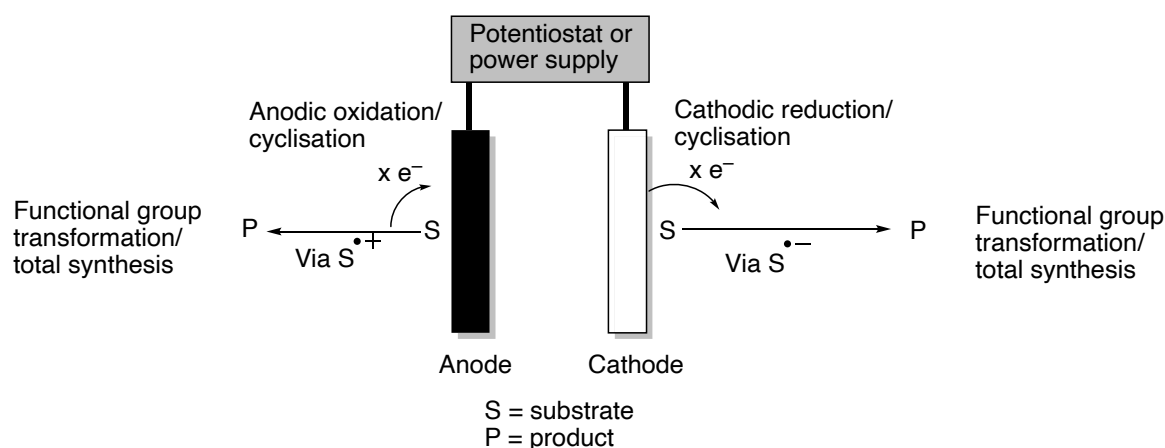 Potentiostat or
power supply
Anodic oxidation/
cyclisation
Cathodic reduction/
cyclisation
x e⁻
x e⁻
Functional group
transformation/
total synthesis
P
S
Via S•+
S
P
Via S•−
Functional group
transformation/
total synthesis
Anode
Cathode
S = substrate
P = product